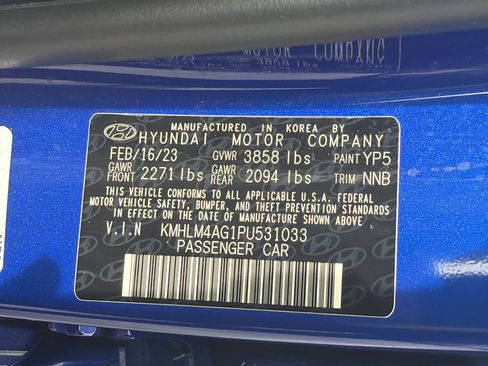 MANUFACTURED IN KOREA BY
HYUNDAI MOTOR COMPANY
FEB/16/23 GVWR 3858 lbs PAINT YP5
GAWR FRONT 2271 lbs GAWR REAR 2094 lbs TRIM NNB
THIS VEHICLE CONFORMS TO ALL APPLICABLE U.S.A. FEDERAL
MOTOR VEHICLE SAFETY, BUMPER, AND THEFT PREVENTION STANDARDS
IN EFFECT ON THE DATE OF MANUFACTURE SHOWN ABOVE.
V.I.N KMHLM4AG1PU531033
PASSENGER CAR